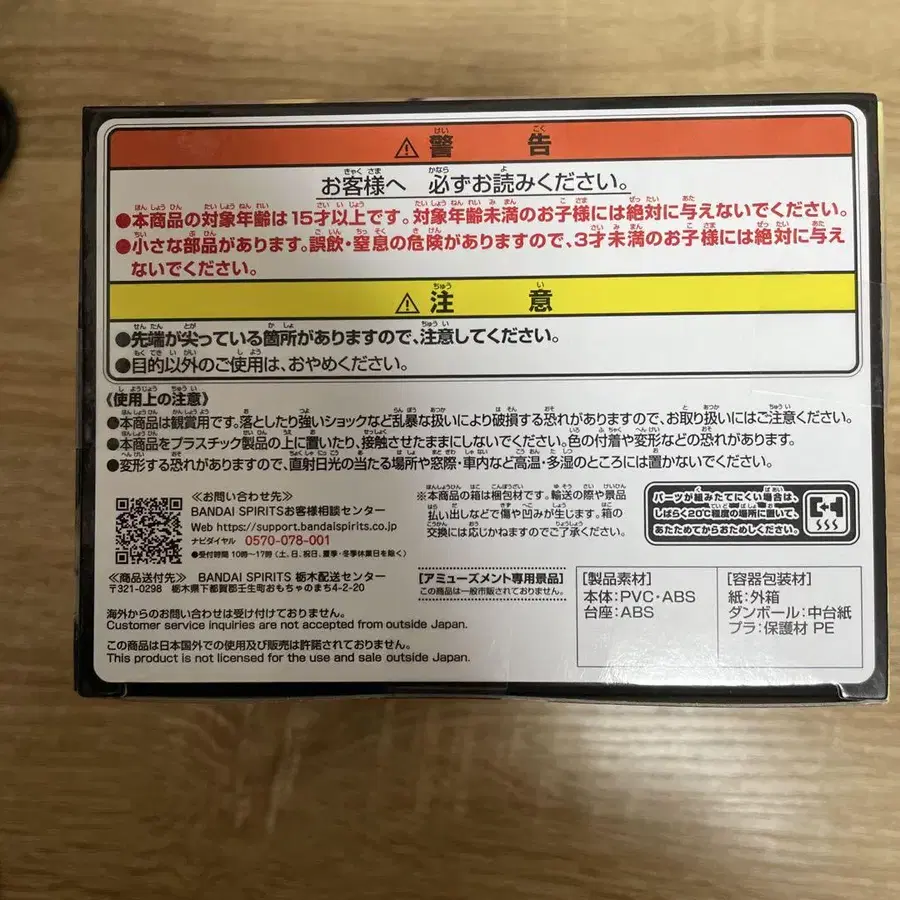 ⚠ 警告
お客様へ 必ずお読みください。
●本商品の対象年齢は15才以上です。対象年齢未満のお子様には絶対に与えないでください。
●小さな部品があります。誤飲・窒息の危険がありますので、3才未満のお子様には絶対に与え
ないでください。
⚠ 注意
●先端が尖っている箇所がありますので、注意してください。
●目的以外のご使用は、おやめください。
《使用上の注意》
●本商品は観賞用です。落としたり強いショックなど乱暴な扱いにより破損する恐れがありますので、お取り扱いにはご注意ください。
●本商品をプラスチック製品の上に置いたり、接触させたままにしないでください。色の付着や変形などの恐れがあります。
●変形する恐れがありますので、直射日光の当たる場所や窓際・車内など高温・多湿のところには置かないでください。
≪お問い合わせ先≫
BANDAI SPIRITSお客様相談センター
Web https://support.bandaispirits.co.jp
ナビダイヤル 0570-078-001
●受付時間 10時～17時(土、日、祝日、夏季・冬季休業日を除く)
≪商品送付先≫ BANDAI SPIRITS 栃木配送センター
〒321-0298 栃木県下都賀郡壬生町おもちゃのまち4-2-20
※本商品の箱は梱包材です。輸送の際や景品
払い出しなどで傷や凹みが生じます。箱の
交換には応じかねますのでご了承ください。
パーツが組みたてにくい場合は、
しばらく20℃程度の場所に置いて、
あたためてからおためしください。
[アミューズメント専用景品]
この商品は一般市販されておりません。
海外からのお問い合わせは受け付けておりません。
Customer service inquiries are not accepted from outside Japan.
この商品は日本国外での使用及び販売は許諾されておりません。
This product is not licensed for the use and sale outside Japan.
[製品素材]
本体:PVC・ABS
台座:ABS
[容器包装材]
紙:外箱
ダンボール:中台紙
プラ:保護材 PE